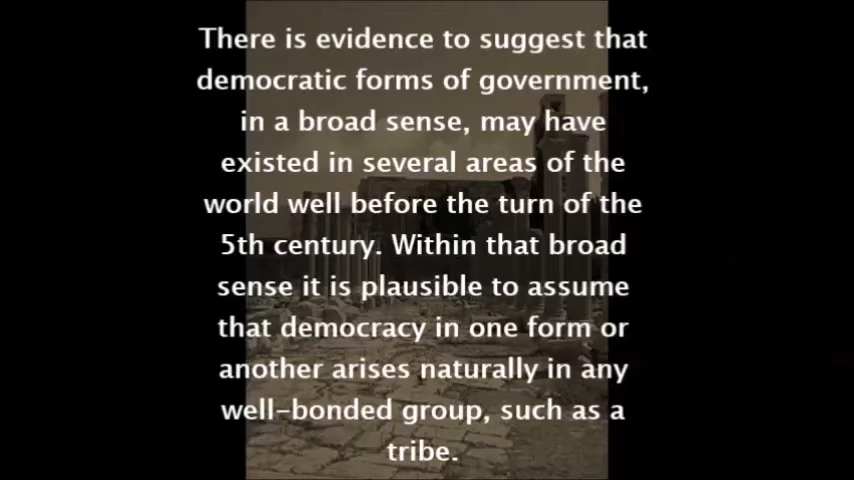 There is evidence to suggest that
democratic forms of government,
in a broad sense, may have
existed in several areas of the
world well before the turn of the
5th century. Within that broad
sense it is plausible to assume
that democracy in one form or
another arises naturally in any
well-bonded group, such as a
tribe.